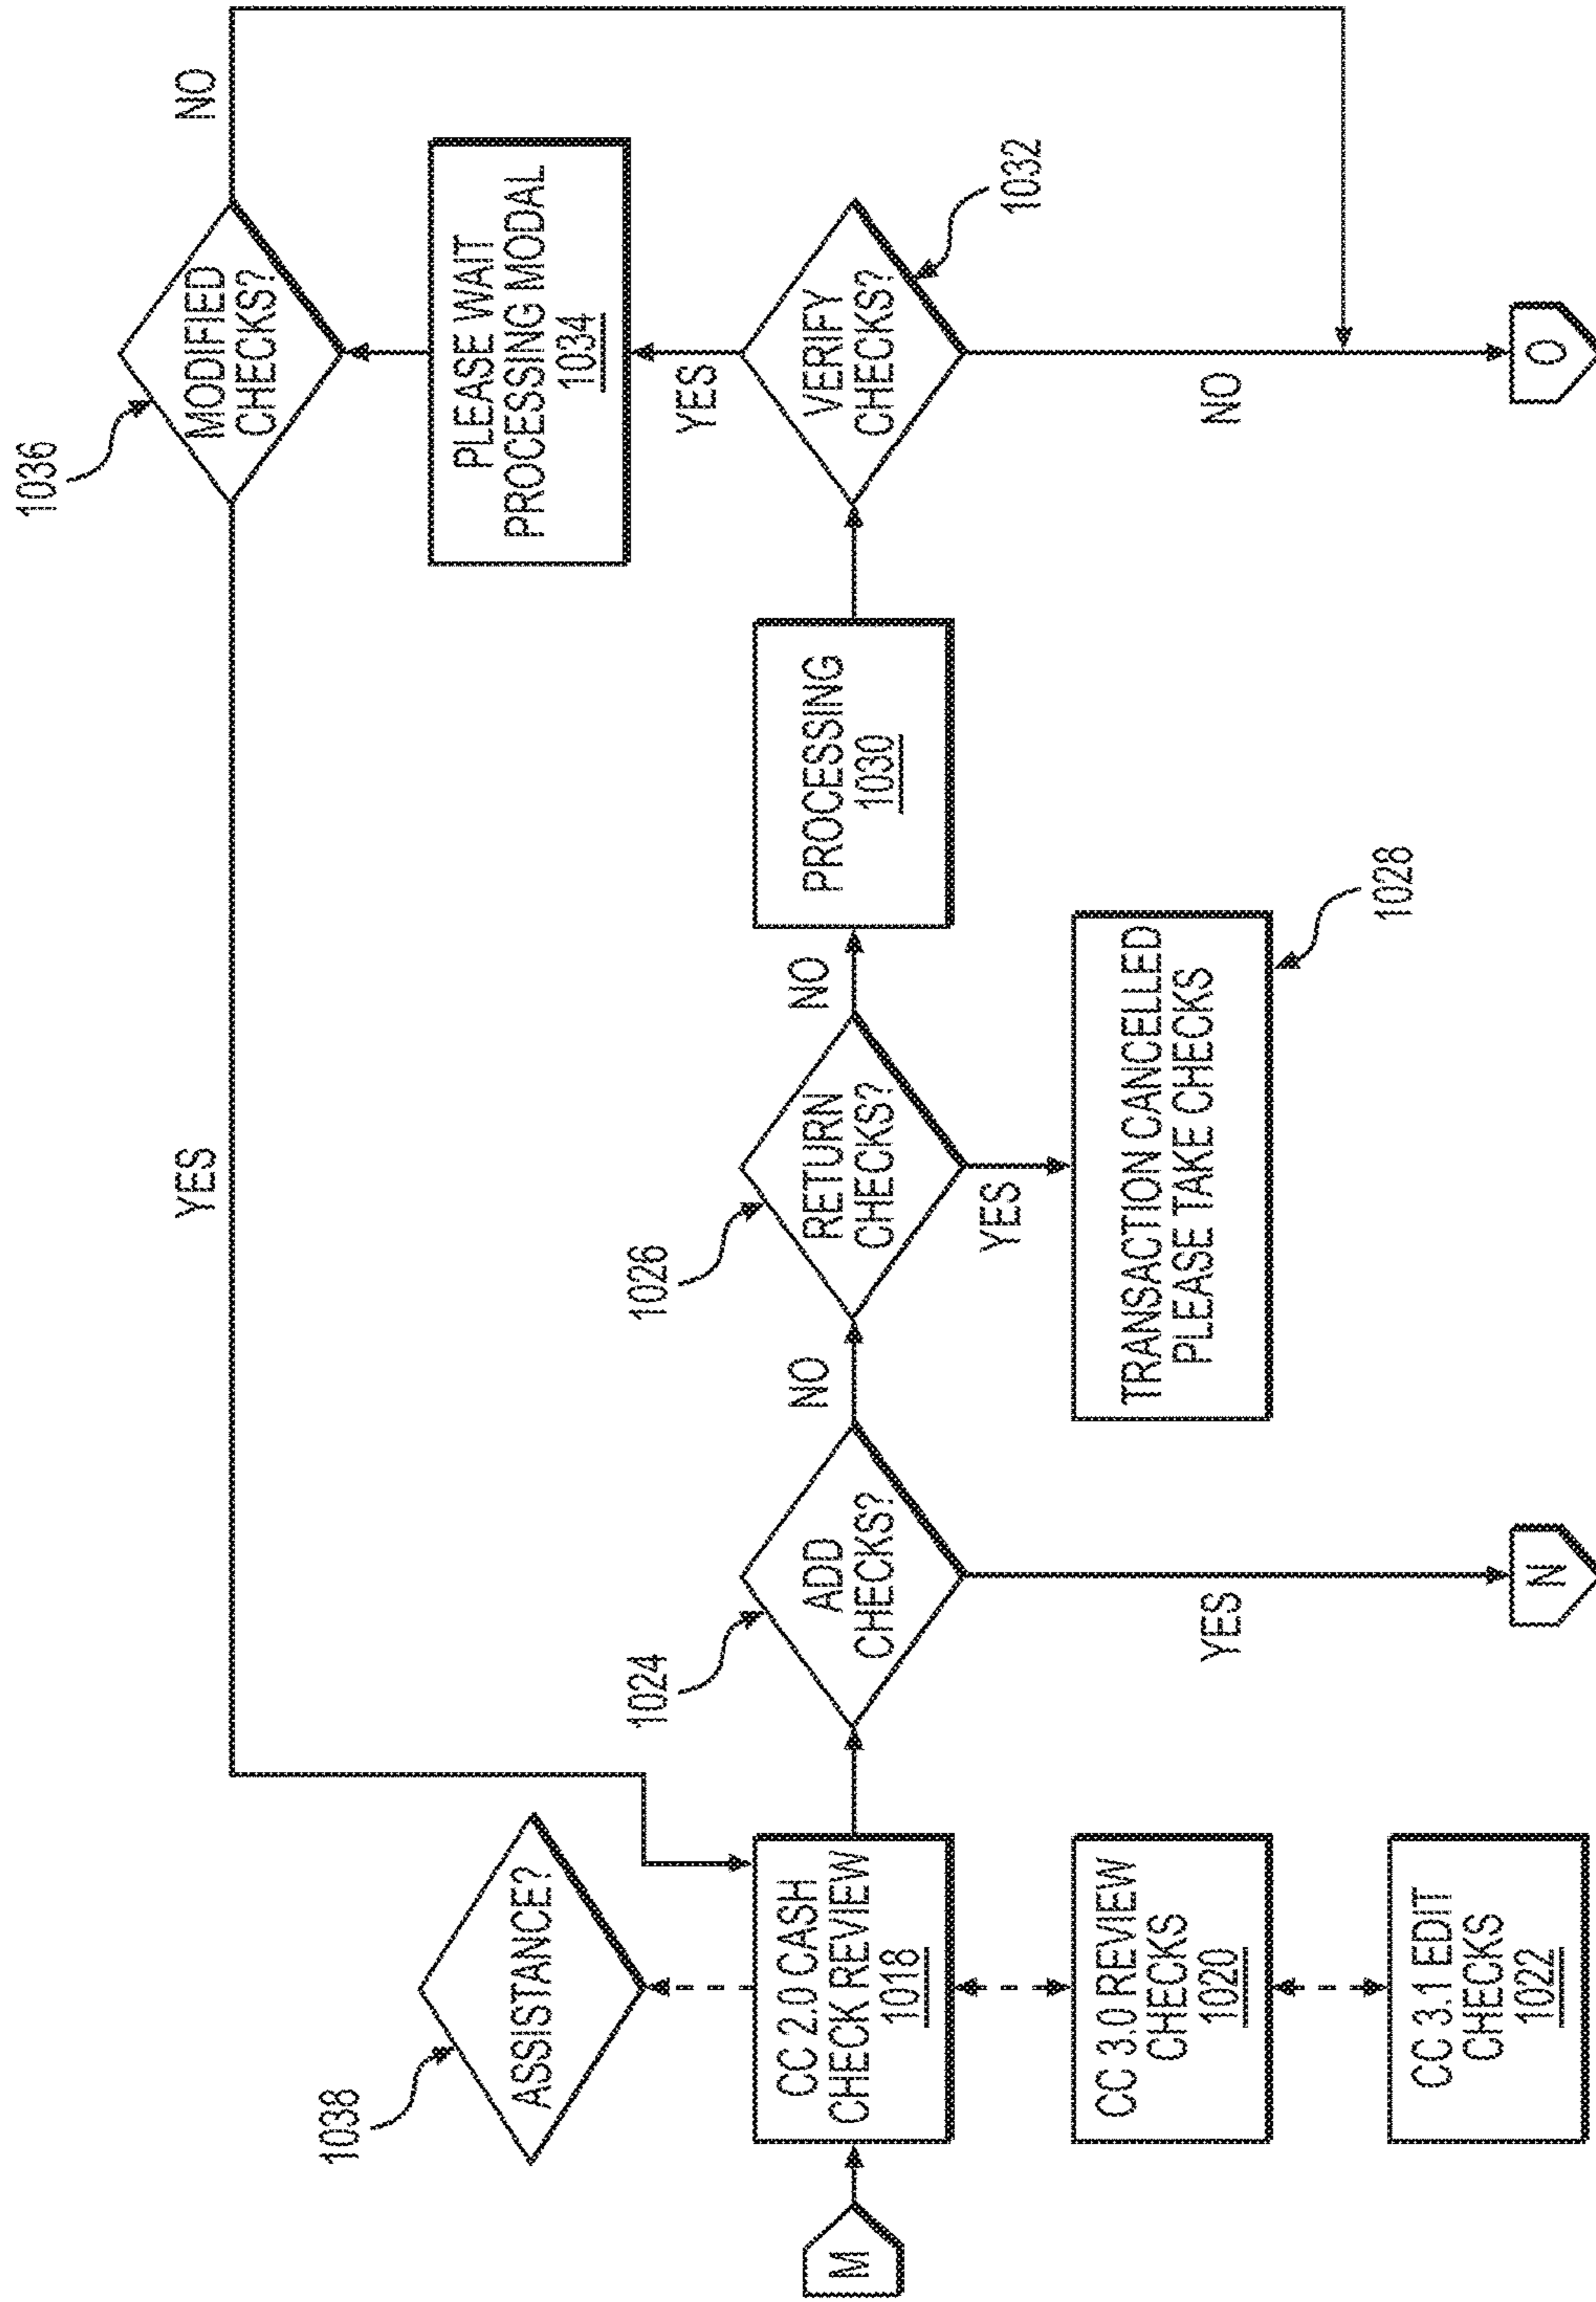 1036
MODIFIED
CHECKS?
NO
YES
PLEASE WAIT
PROCESSING MODAL
1034
YES
1038
ASSISTANCE?
M
CC 2.0 CASH
CHECK REVIEW
1018
1024
ADD
CHECKS?
NO
1026
RETURN
CHECKS?
NO
PROCESSING
1030
VERIFY
CHECKS?
1032
CC 3.0 REVIEW
CHECKS
1020
YES
TRANSACTION CANCELLED
PLEASE TAKE CHECKS
1028
YES
NO
CC 3.1 EDIT
CHECKS
1022
N
O